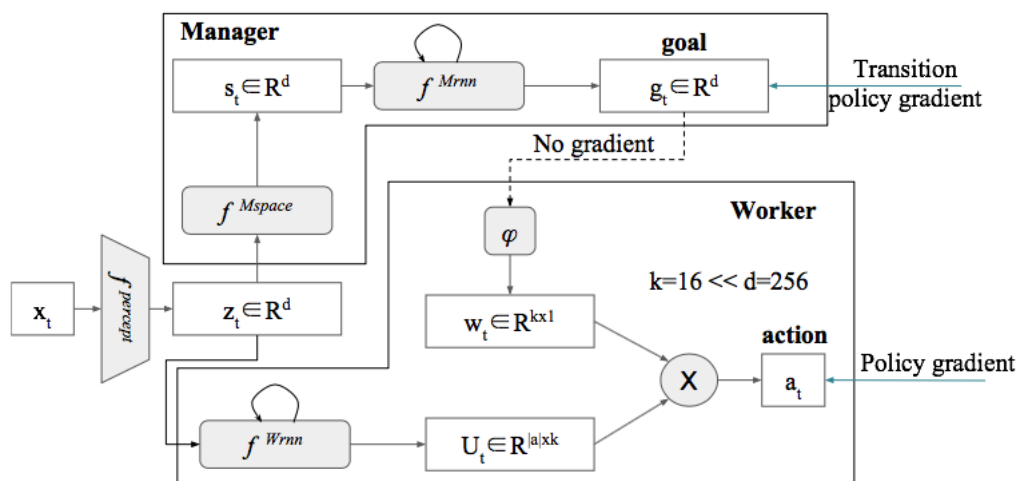 Manager
goal
s_t ∈ R^d
f^Mrnn
g_t ∈ R^d
Transition
policy gradient
No gradient
f^Mspace
φ
Worker
x_t
f^percept
z_t ∈ R^d
w_t ∈ R^kx1
k=16 << d=256
action
X
a_t
Policy gradient
f^Wrnn
U_t ∈ R^|a|xk